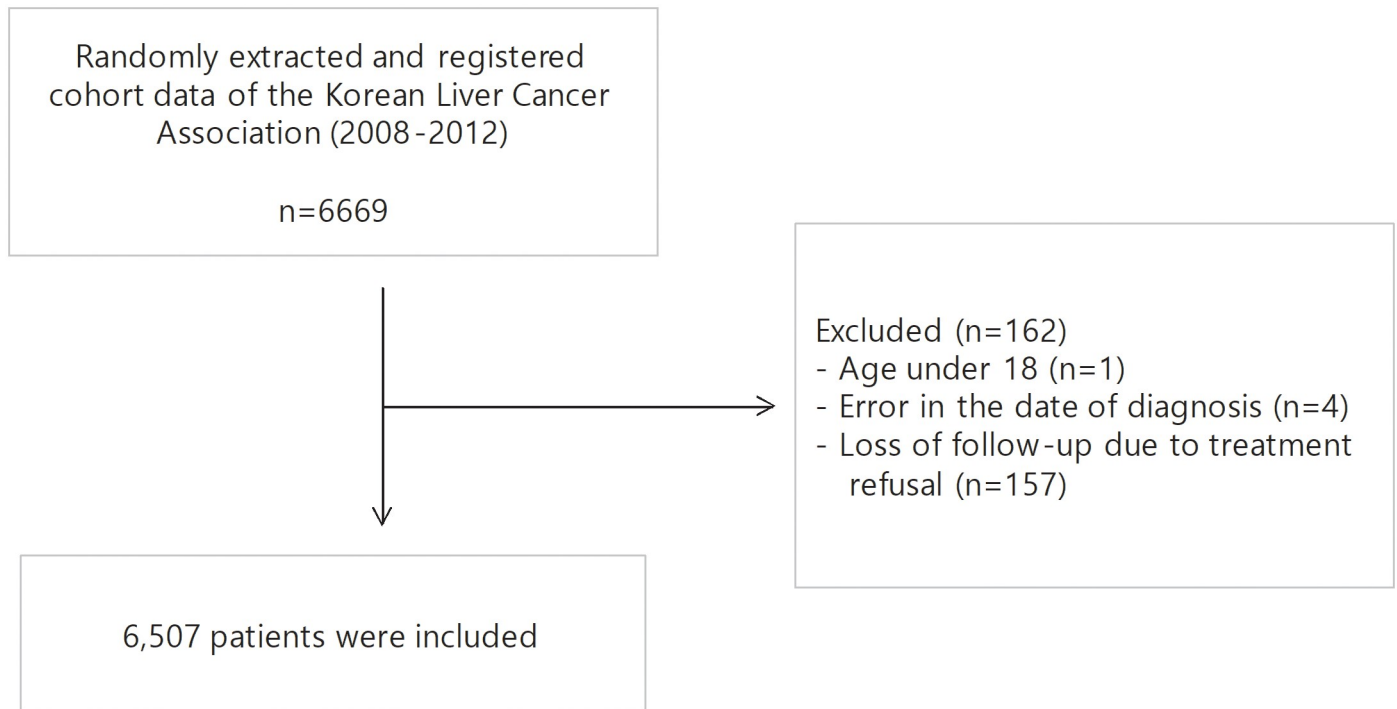 Randomly extracted and registered
cohort data of the Korean Liver Cancer
Association (2008-2012)
n=6669
Excluded (n=162)
- Age under 18 (n=1)
- Error in the date of diagnosis (n=4)
- Loss of follow-up due to treatment
refusal (n=157)
6,507 patients were included